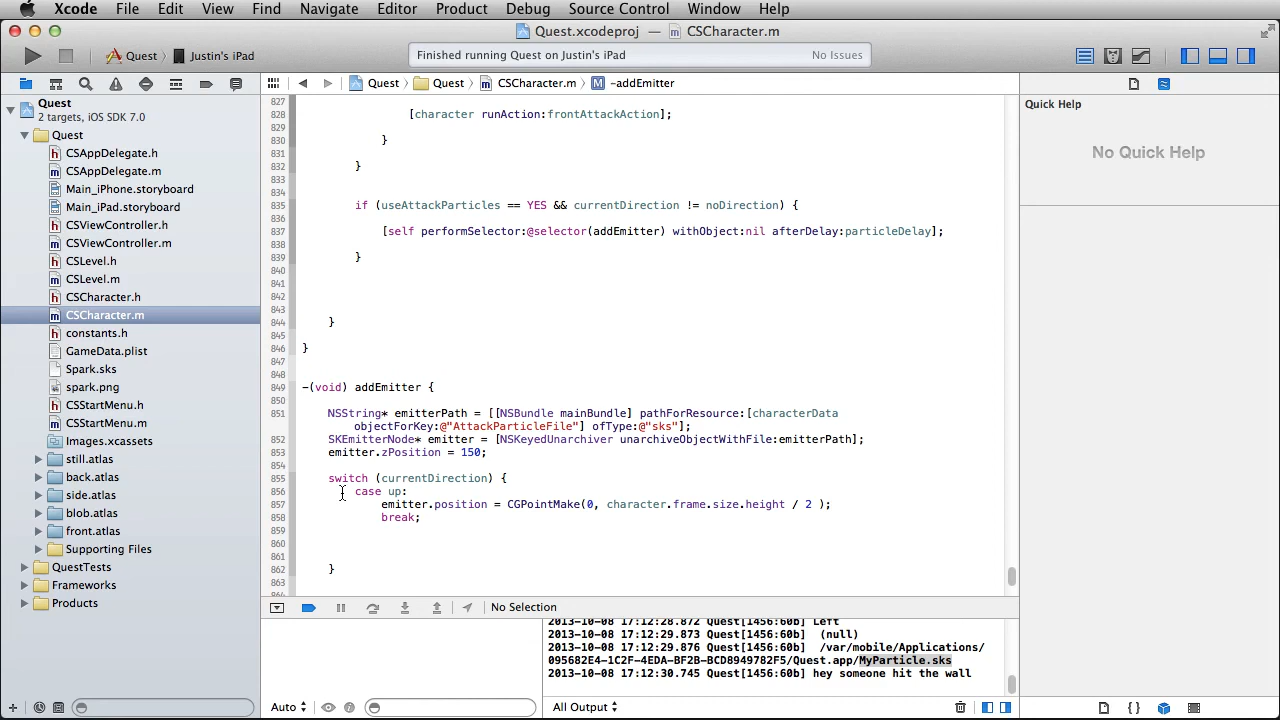 Xcode File Edit View Find Navigate Editor Product Debug Source Control Window Help
Quest.xcodeproj — CSCharacter.m
Quest Justin's iPad Finished running Quest on Justin's iPad No Issues
Quest Quest CSCharacter.m M -addEmitter
Quest
2 targets, iOS SDK 7.0
Quest
CSAppDelegate.h
CSAppDelegate.m
Main_iPhone.storyboard
Main_iPad.storyboard
CSViewController.h
CSViewController.m
CSLevel.h
CSLevel.m
CSCharacter.h
CSCharacter.m
constants.h
GameData.plist
Spark.sks
spark.png
CSStartMenu.h
CSStartMenu.m
Images.xcassets
still.atlas
back.atlas
side.atlas
blob.atlas
front.atlas
Supporting Files
QuestTests
Frameworks
Products
827
828 [character runAction:frontAttackAction];
829
830 }
831
832 }
833
834
835 if (useAttackParticles == YES && currentDirection != noDirection) {
836
837 [self performSelector:@selector(addEmitter) withObject:nil afterDelay:particleDelay];
838
839 }
840
841
842
843
844 }
845
846 }
847
848
849 -(void) addEmitter {
850
851 NSString* emitterPath = [[NSBundle mainBundle] pathForResource:[characterData
objectForKey:@"AttackParticleFile"] ofType:@"sks"];
852 SKEmitterNode* emitter = [NSKeyedUnarchiver unarchiveObjectWithFile:emitterPath];
853 emitter.zPosition = 150;
854
855 switch (currentDirection) {
856 case up:
857 emitter.position = CGPointMake(0, character.frame.size.height / 2 );
858 break;
859
860
861
862 }
863
Quick Help
No Quick Help
No Selection
2013-10-08 17:12:28.872 Quest[1456:60b] Left
2013-10-08 17:12:29.873 Quest[1456:60b] (null)
2013-10-08 17:12:29.876 Quest[1456:60b] /var/mobile/Applications/
095682E4-1C2F-4EDA-BF2B-BCD8949782F5/Quest.app/MyParticle.sks
2013-10-08 17:12:30.745 Quest[1456:60b] hey someone hit the wall
Auto All Output